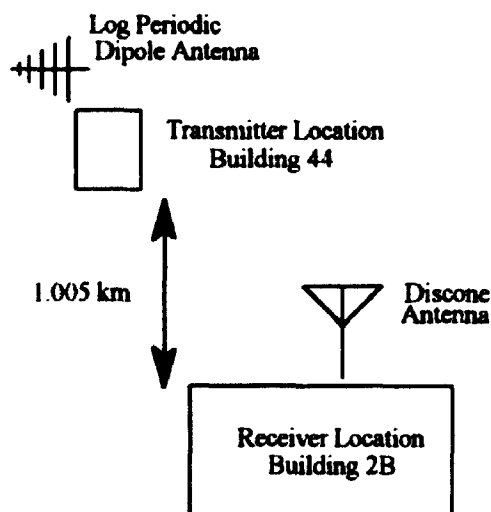 Log Periodic
Dipole Antenna
Transmitter Location
Building 44
1.005 km
Discone
Antenna
Receiver Location
Building 2B